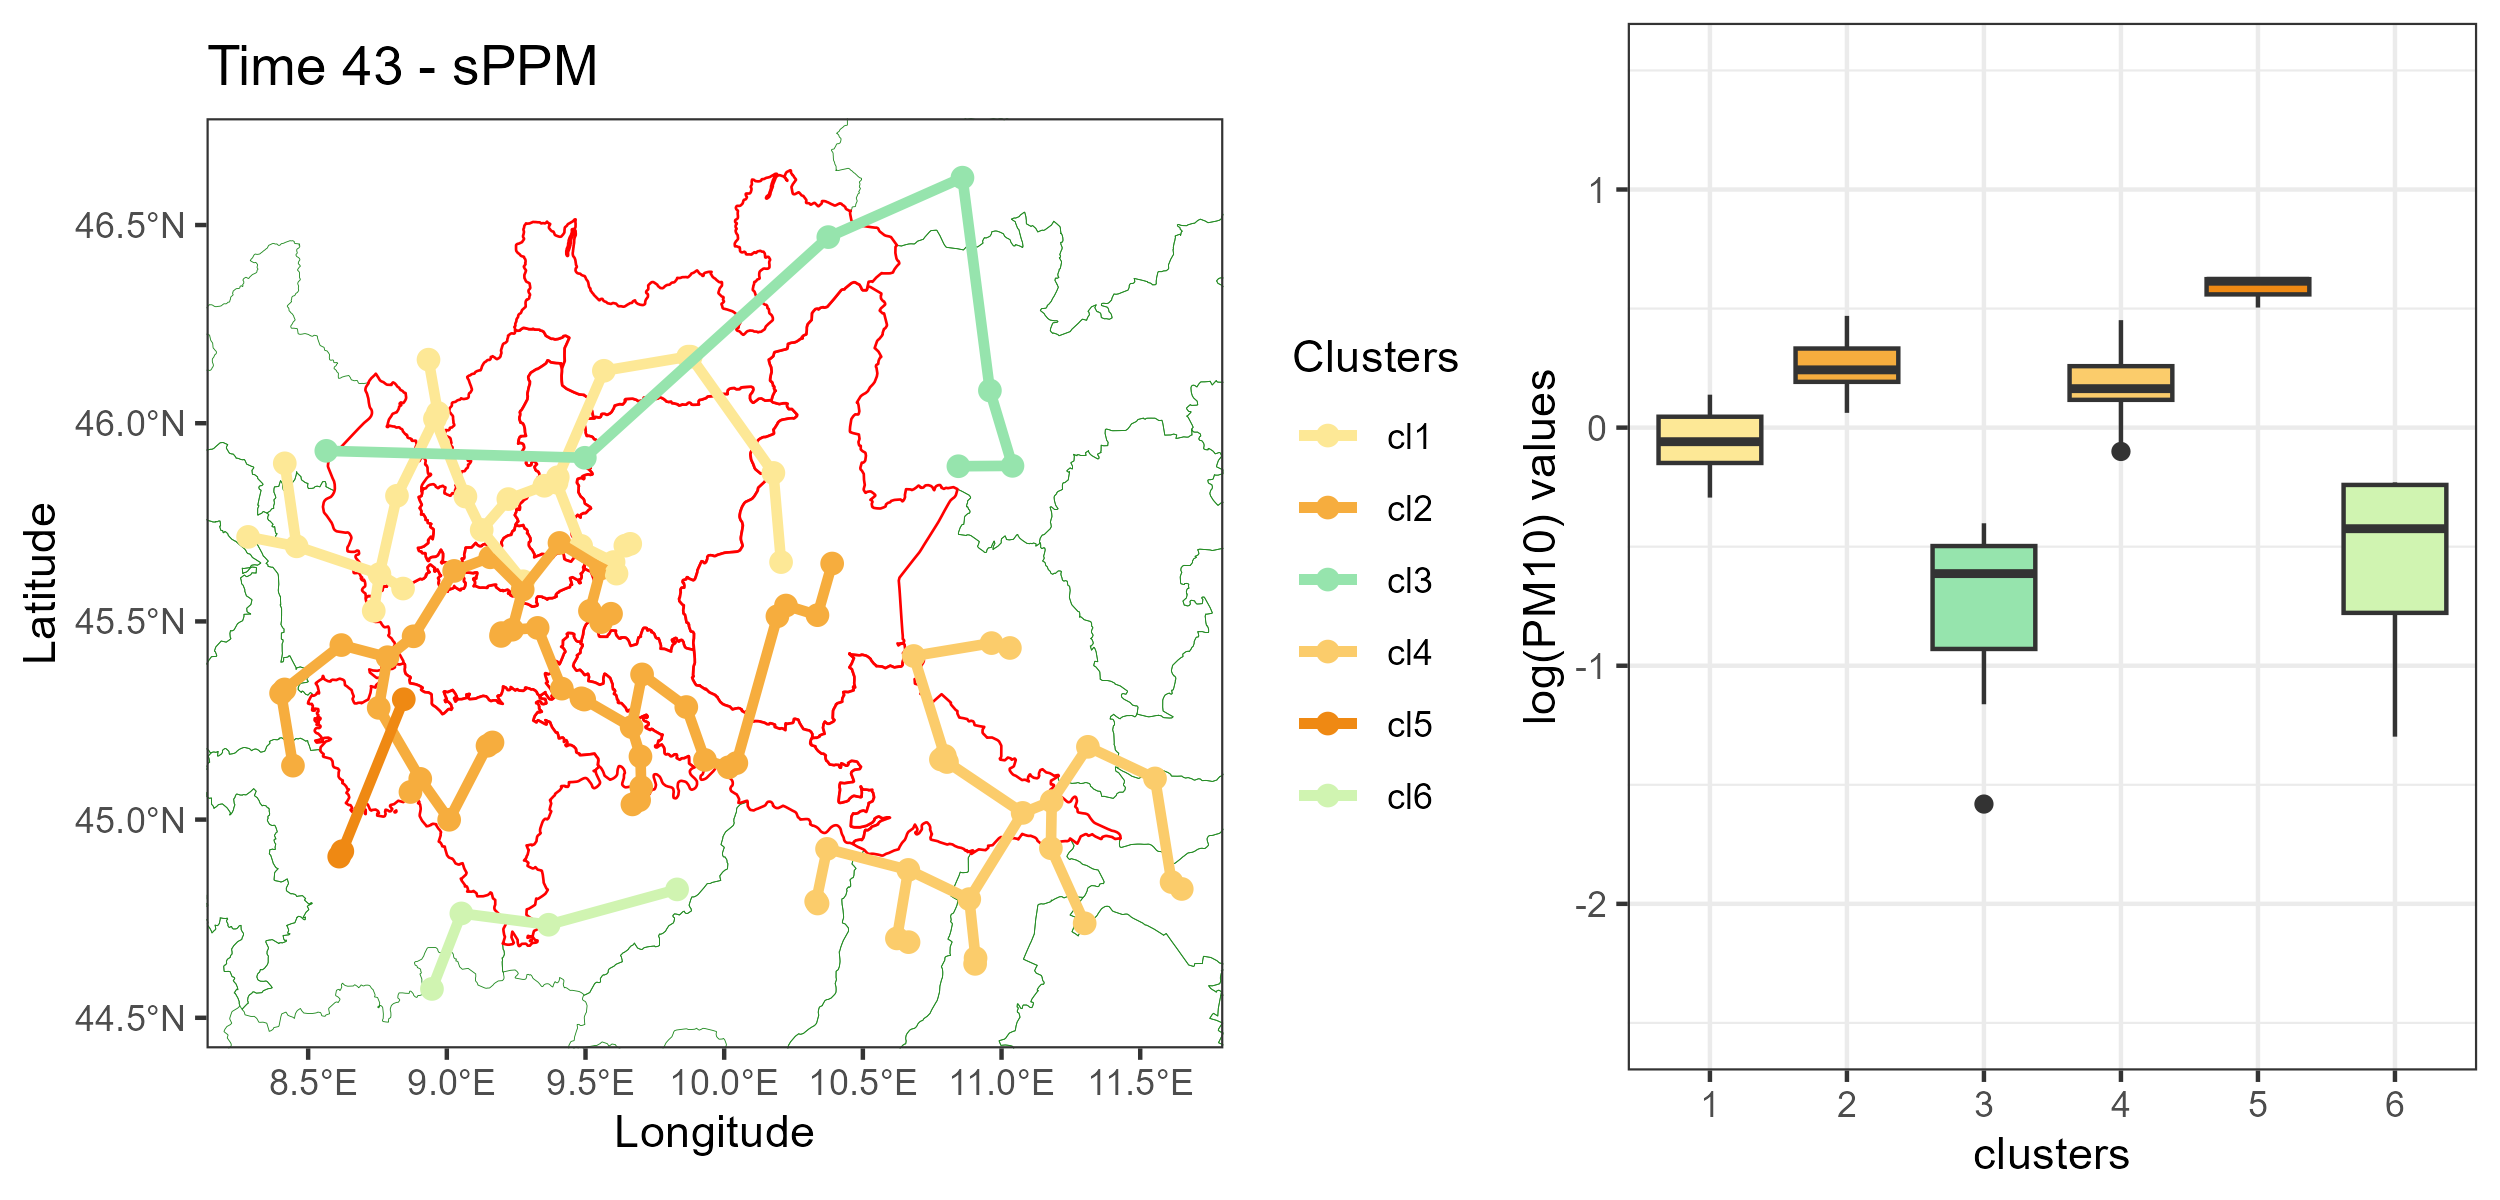 Time 43 - sPPM
Latitude
46.5°N
46.0°N
45.5°N
45.0°N
44.5°N
8.5°E
9.0°E
9.5°E
10.0°E
10.5°E
11.0°E
11.5°E
Longitude
Clusters
cl1
cl2
cl3
cl4
cl5
cl6
log(PM10) values
1
0
-1
-2
1
2
3
4
5
6
clusters